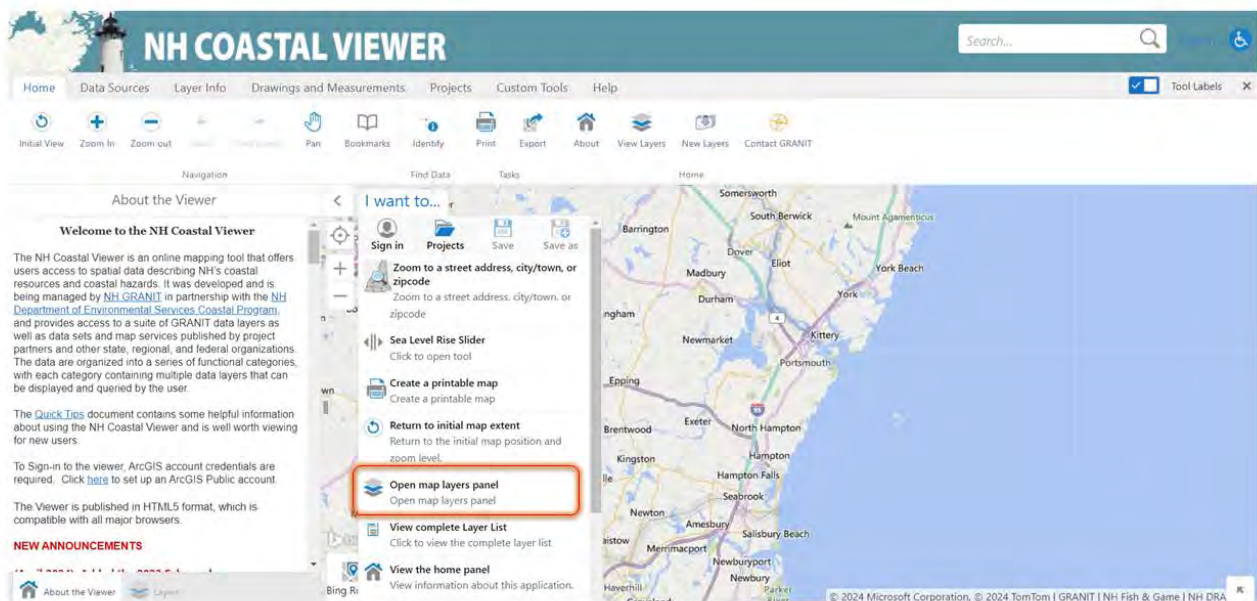 NH COASTAL VIEWER
Search...
Home Data Sources Layer Info Drawings and Measurements Projects Custom Tools Help
Tool Labels
Initial View Zoom In Zoom out Pan Bookmarks Identify Print Export About View Layers New Layers Contact GRANIT
Navigation Find Data Tasks Home
About the Viewer
Welcome to the NH Coastal Viewer
The NH Coastal Viewer is an online mapping tool that offers
users access to spatial data describing NH's coastal
resources and coastal hazards. It was developed and is
being managed by NH GRANIT in partnership with the NH
Department of Environmental Services Coastal Program,
and provides access to a suite of GRANIT data layers as
well as data sets and map services published by project
partners and other state, regional, and federal organizations.
The data are organized into a series of functional categories,
with each category containing multiple data layers that can
be displayed and queried by the user.
The Quick Tips document contains some helpful information
about using the NH Coastal Viewer and is well worth viewing
for new users.
To Sign-in to the viewer, ArcGIS account credentials are
required. Click here to set up an ArcGIS Public account.
The Viewer is published in HTML5 format, which is
compatible with all major browsers.
NEW ANNOUNCEMENTS
About the Viewer Layers
I want to...
Sign in Projects Save Save as
Zoom to a street address, city/town, or
zipcode
Zoom to a street address, city/town, or
zipcode
Sea Level Rise Slider
Click to open tool
Create a printable map
Create a printable map
Return to initial map extent
Return to the initial map position and
zoom level.
Open map layers panel
Open map layers panel
View complete Layer List
Click to view the complete layer list
View the home panel
View information about this application.
Somersworth
South Berwick
Mount Agamenticus
Barrington
Dover
Eliot
York Beach
Madbury
York
Durham
ngham
4
Kittery
Newmarket
Portsmouth
Epping
wn
95
Brentwood
Exeter
North Hampton
Kingston
Hampton
Hampton Falls
Seabrook
Newton
Amesbury
Salisbury Beach
aistow
Merrimacport
Newburyport
Newbury
Haverhill
Parker
Bing
© 2024 Microsoft Corporation, © 2024 TomTom | GRANIT | NH Fish & Game | NH DRA